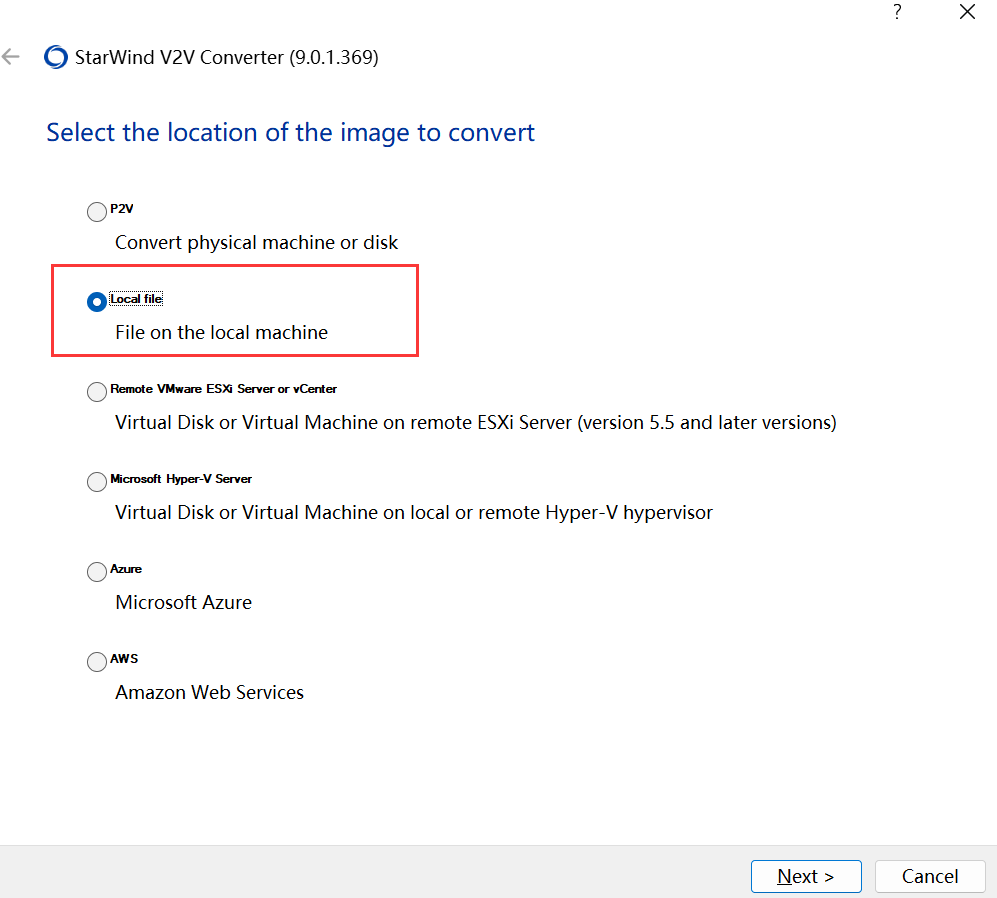 ?
StarWind V2V Converter (9.0.1.369)
Select the location of the image to convert
P2V
Convert physical machine or disk
Local file
File on the local machine
Remote VMware ESXi Server or vCenter
Virtual Disk or Virtual Machine on remote ESXi Server (version 5.5 and later versions)
Microsoft Hyper-V Server
Virtual Disk or Virtual Machine on local or remote Hyper-V hypervisor
Azure
Microsoft Azure
AWS
Amazon Web Services
Next >
Cancel